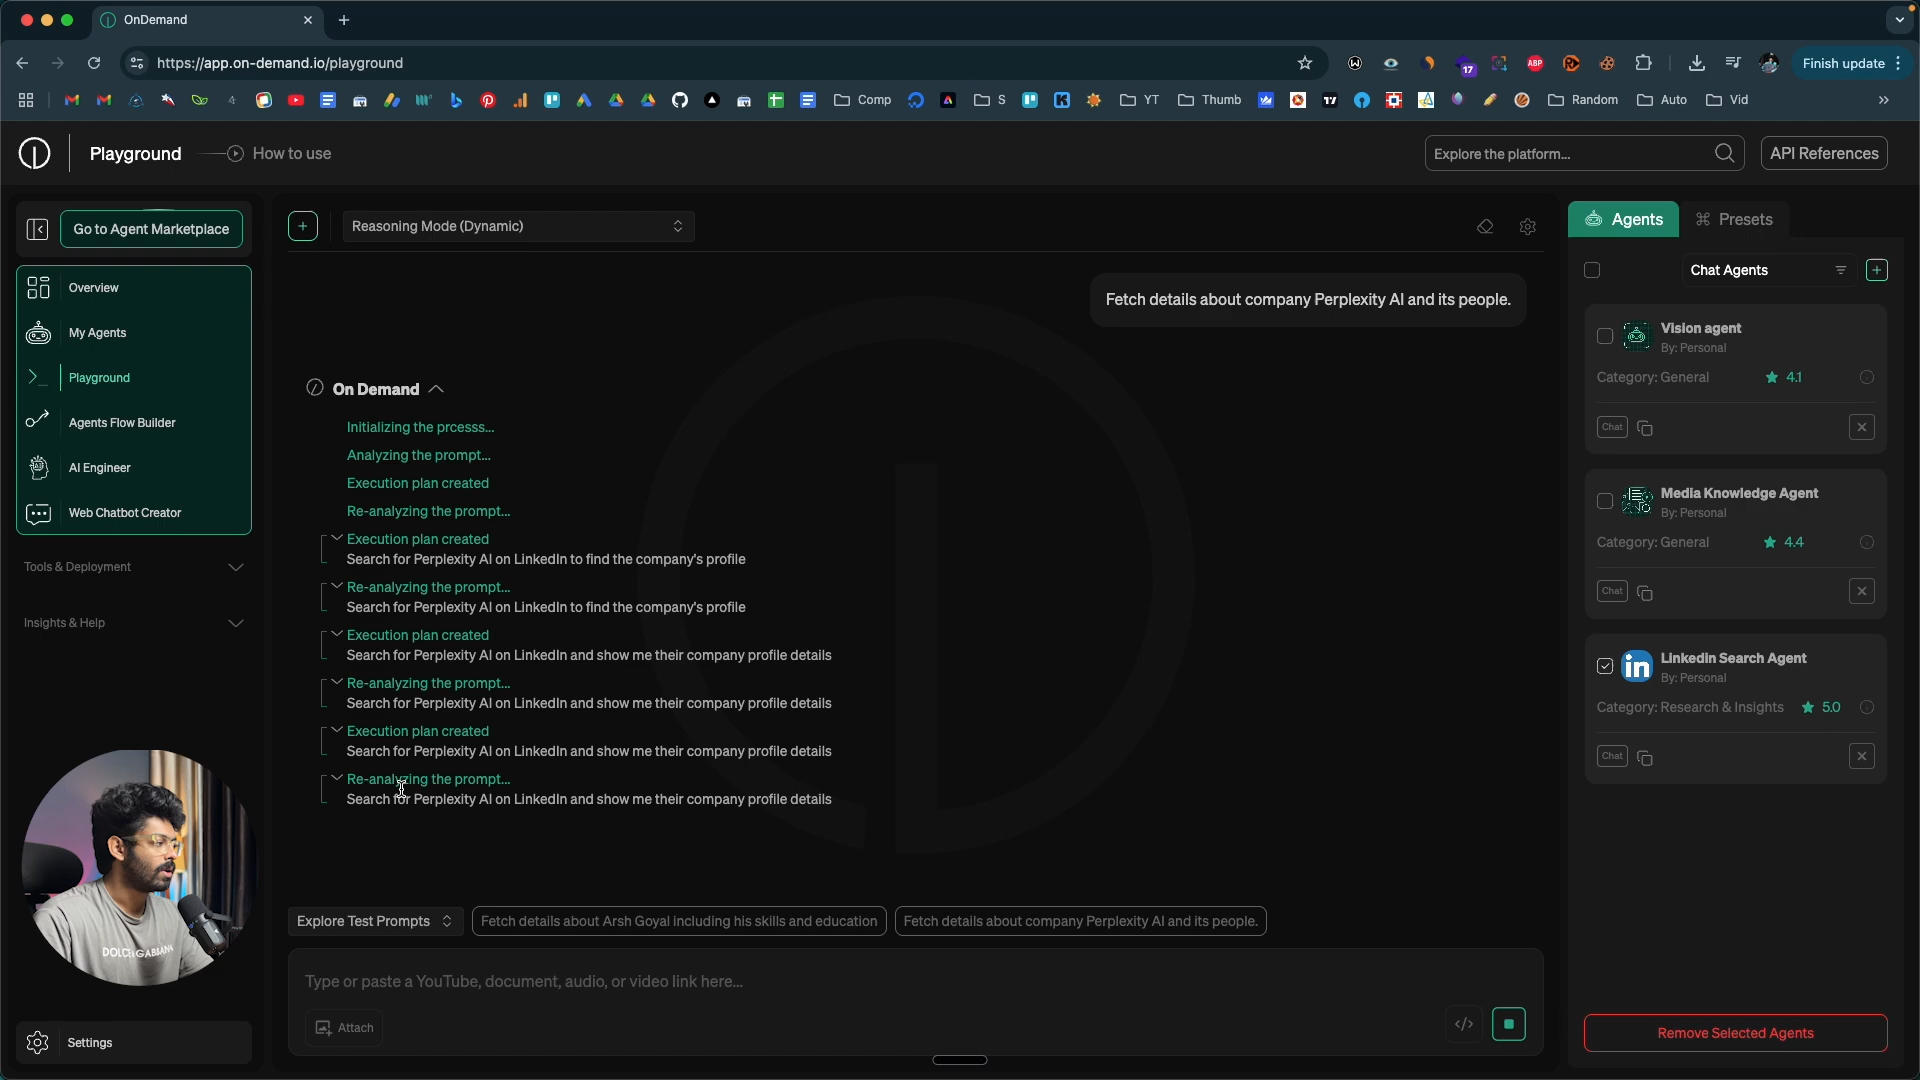 OnDemand
https://app.on-demand.io/playground
17
ABP
Finish update
Comp
S
YT
Thumb
Random
Auto
Vid
Playground
How to use
Explore the platform...
API References
Go to Agent Marketplace
Overview
My Agents
Playground
Agents Flow Builder
AI Engineer
Web Chatbot Creator
Tools & Deployment
Insights & Help
Settings
Reasoning Mode (Dynamic)
Fetch details about company Perplexity AI and its people.
On Demand
Initializing the prcesss...
Analyzing the prompt...
Execution plan created
Re-analyzing the prompt...
Execution plan created
Search for Perplexity AI on LinkedIn to find the company's profile
Re-analyzing the prompt...
Search for Perplexity AI on LinkedIn to find the company's profile
Execution plan created
Search for Perplexity AI on LinkedIn and show me their company profile details
Re-analyzing the prompt...
Search for Perplexity AI on LinkedIn and show me their company profile details
Execution plan created
Search for Perplexity AI on LinkedIn and show me their company profile details
Re-analyzing the prompt...
Search for Perplexity AI on LinkedIn and show me their company profile details
Explore Test Prompts
Fetch details about Arsh Goyal including his skills and education
Fetch details about company Perplexity AI and its people.
Type or paste a YouTube, document, audio, or video link here...
Attach
Agents
Presets
Chat Agents
Vision agent
By: Personal
Category: General
4.1
Chat
Media Knowledge Agent
By: Personal
Category: General
4.4
Chat
in
LinkedIn Search Agent
By: Personal
Category: Research & Insights
5.0
Chat
Remove Selected Agents